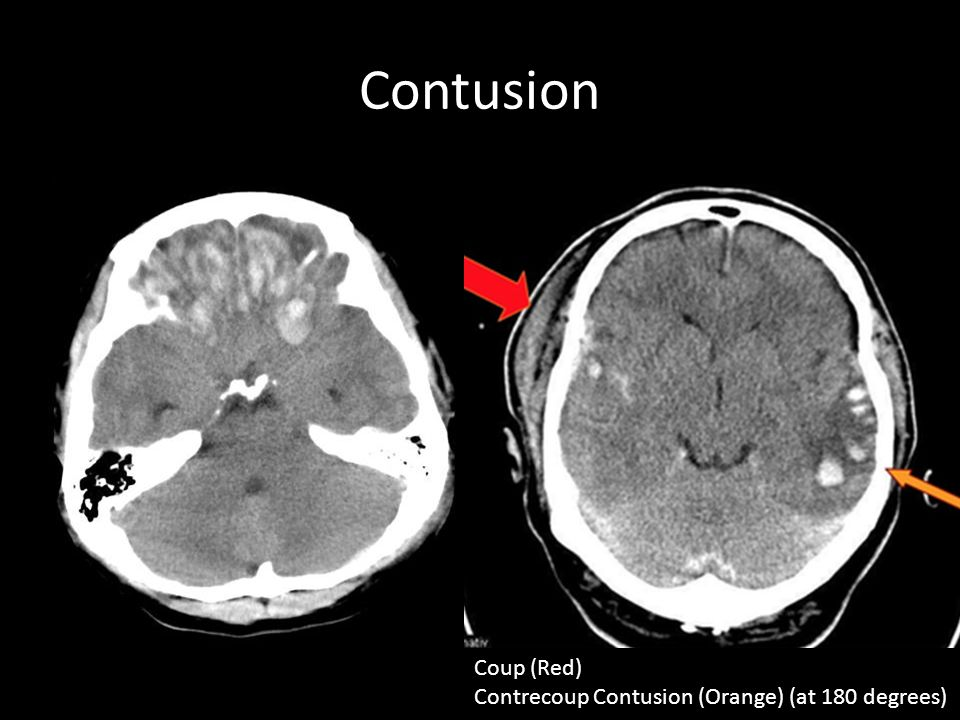 Contusion
Coup (Red)
Contrecoup Contusion (Orange) (at 180 degrees)